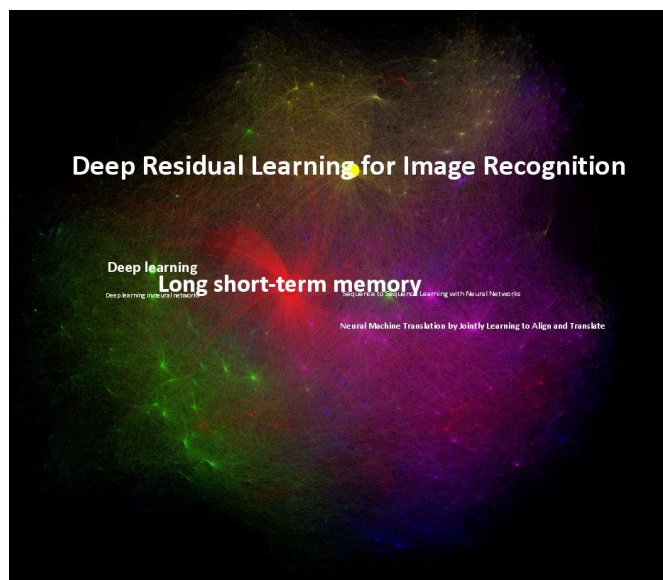 Deep Residual Learning for Image Recognition
Deep learning
Long short-term memory
Deep learning in neural networks
Sequence to Sequence Learning with Neural Networks
Neural Machine Translation by Jointly Learning to Align and Translate